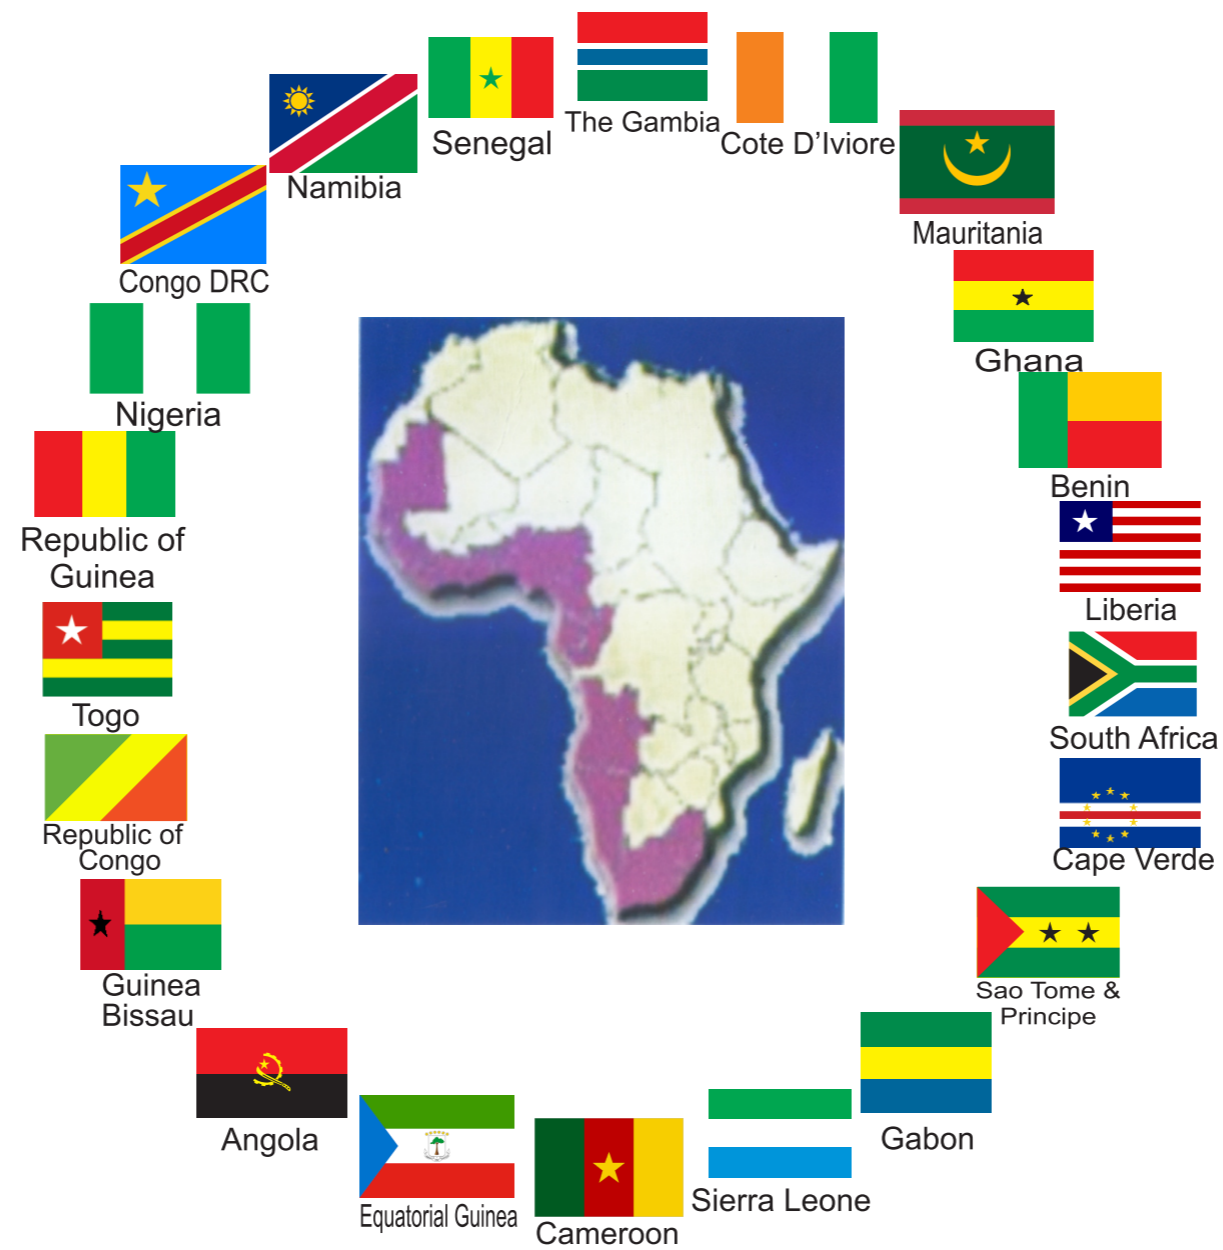 The Gambia
Cote D’Iviore
Senegal
Namibia
Mauritania
Congo DRC
Ghana
Nigeria
Benin
Republic of
Guinea
Liberia
Togo
South Africa
Republic of
Congo
Cape Verde
Guinea
Bissau
Sao Tome &
Principe
Angola
Gabon
Equatorial Guinea
Sierra Leone
Cameroon